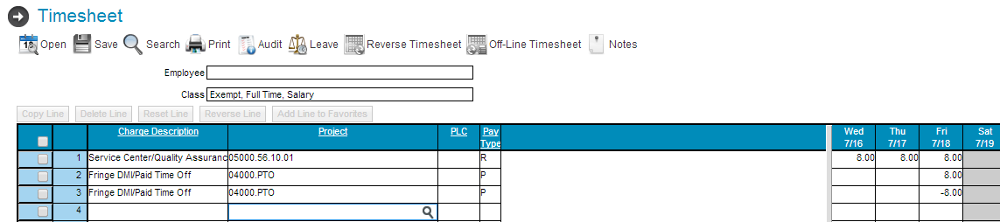 Timesheet
18 Open Save Search Print Audit Leave Reverse Timesheet Off-Line Timesheet Notes
Employee
Class Exempt, Full Time, Salary
Copy Line Delete Line Reset Line Reverse Line Add Line to Favorites
Charge Description Project PLC Pay Type Wed 7/16 Thu 7/17 Fri 7/18 Sat 7/19
1 Service Center/Quality Assuranc 05000.56.10.01 R 8.00 8.00 8.00
2 Fringe DMI/Paid Time Off 04000.PTO P 8.00
3 Fringe DMI/Paid Time Off 04000.PTO P -8.00
4